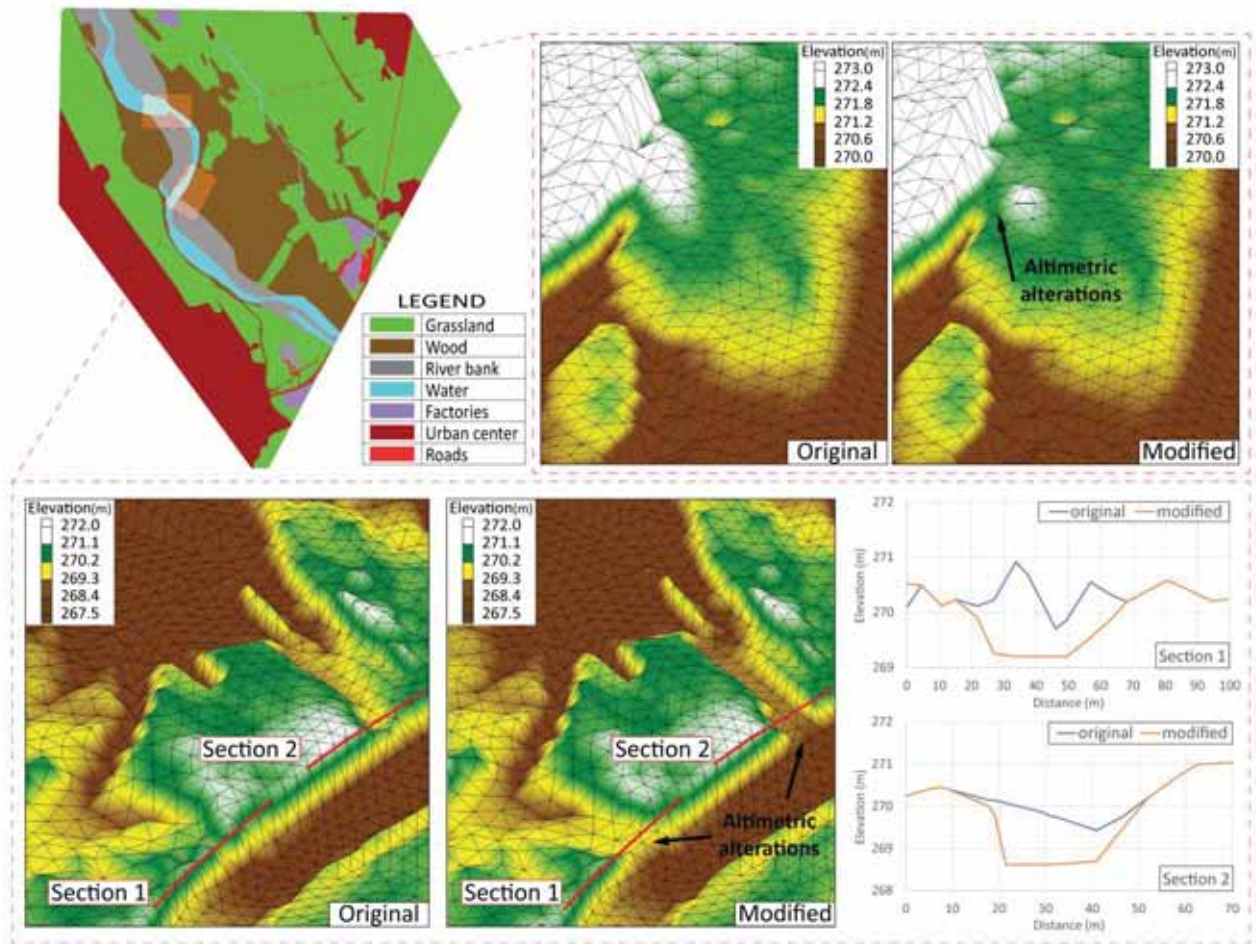 LEGEND
Grassland
Wood
River bank
Water
Factories
Urban center
Roads
Elevation(m)
273.0
272.4
271.8
271.2
270.6
270.0
Original
Elevation(m)
273.0
272.4
271.8
271.2
270.6
270.0
Altimetric
alterations
Modified
Elevation(m)
272.0
271.1
270.2
269.3
268.4
267.5
Section 2
Section 1
Original
Elevation(m)
272.0
271.1
270.2
269.3
268.4
267.5
Section 2
Altimetric
alterations
Section 1
Modified
272
271
270
269
Elevation (m)
original modified
Section 1
0 10 20 30 40 50 60 70 80 90 100
Distance (m)
272
271
270
269
268
Elevation (m)
original modified
Section 2
0 10 20 30 40 50 60 70
Distance (m)